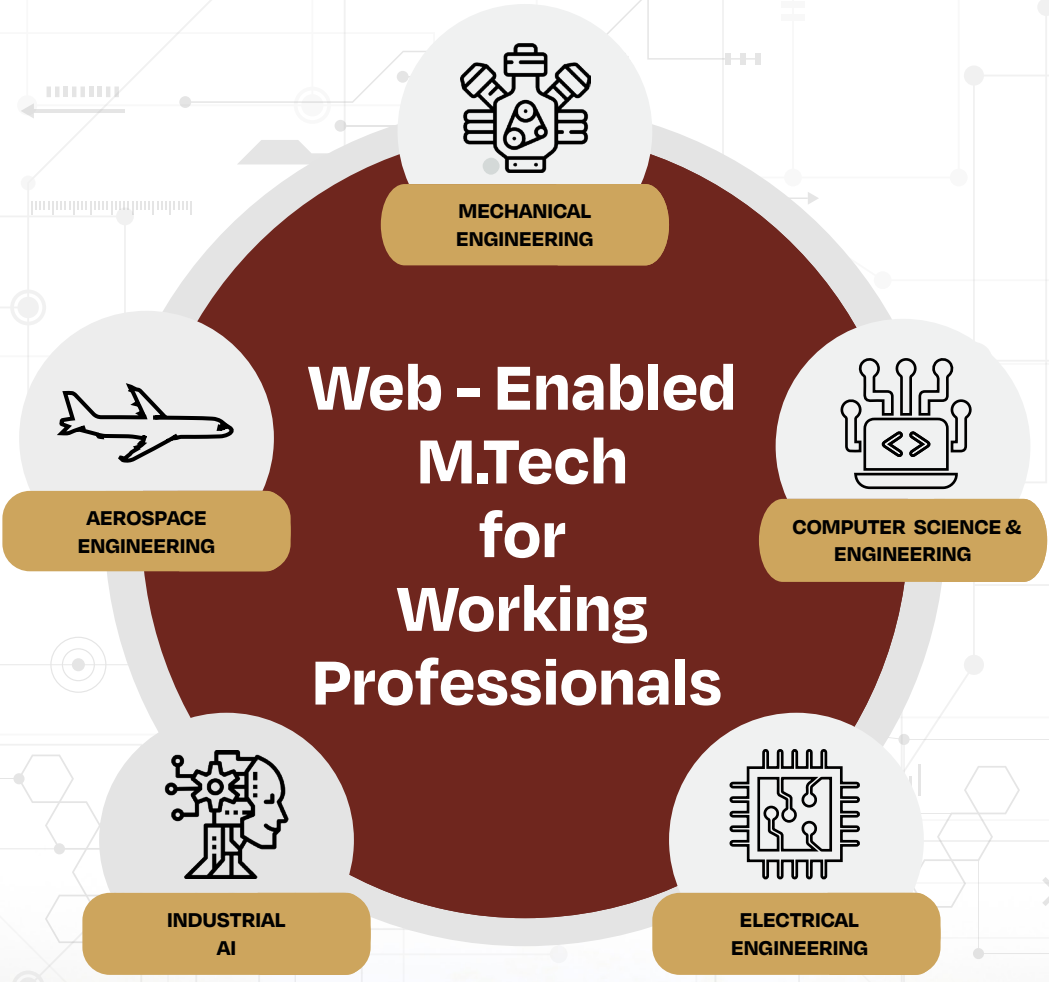 MECHANICAL
ENGINEERING
Web - Enabled
M.Tech
for
Working
Professionals
AEROSPACE
ENGINEERING
COMPUTER SCIENCE &
ENGINEERING
INDUSTRIAL
AI
ELECTRICAL
ENGINEERING